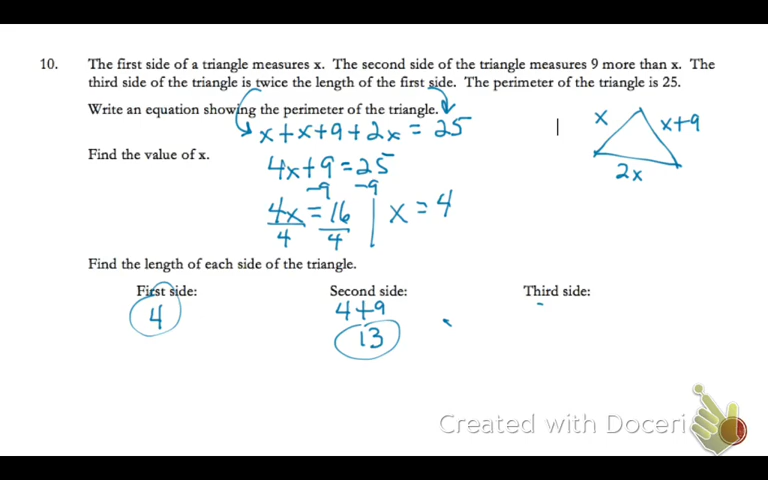 10. The first side of a triangle measures x. The second side of the triangle measures 9 more than x. The
third side of the triangle is twice the length of the first side. The perimeter of the triangle is 25.
Write an equation showing the perimeter of the triangle.
x+x+9+2x=25
x
x+9
2x
Find the value of x.
4x+9=25
-9 -9
4x=16 | x=4
4 4
Find the length of each side of the triangle.
First side: Second side: Third side:
4 4+9
13
Created with Doceri